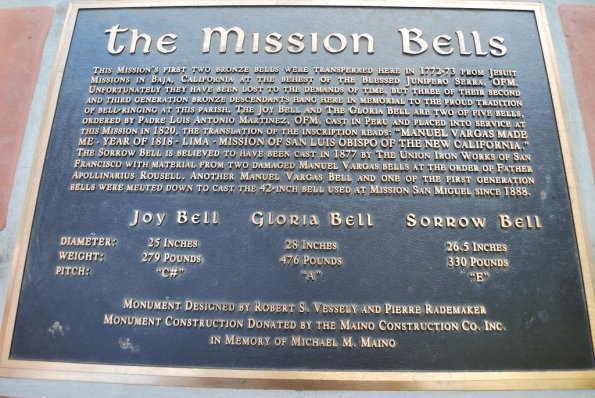 the Mission Bells
This Mission's first two bronze bells were transferred here in 1772-73 from Jesuit
Missions in Baja, California at the behest of the Blessed Junípero Serra, OFM.
Unfortunately they have been lost to the demands of time, but three of their second
and third generation bronze descendants hang here in memorial to the proud tradition
of bell-ringing at this parish. The Joy Bell and The Gloria Bell are two of five bells,
ordered by Padre Luis Antonio Martínez, OFM, cast in Peru and placed into service at
this Mission in 1820. The translation of the inscription reads: "MANUEL VARGAS MADE
ME - YEAR OF 1818 - LIMA - MISSION OF SAN LUIS OBISPO OF THE NEW CALIFORNIA."
The Sorrow Bell is believed to have been cast in 1877 by The Union Iron Works of San
Francisco with material from two damaged Manuel Vargas bells at the order of Father
Apollinarius Rousell. Another Manuel Vargas Bell and one of the first generation
bells were melted down to cast the 42-inch bell used at Mission San Miguel since 1888.
Joy Bell Gloria Bell Sorrow Bell
Diameter: 25 Inches 28 Inches 26.5 Inches
Weight: 279 Pounds 476 Pounds 330 Pounds
Pitch: "C#" "A" "E"
Monument Designed by Robert S. Vessely and Pierre Rademaker
Monument Construction Donated by the Maino Construction Co. Inc.
in Memory of Michael M. Maino